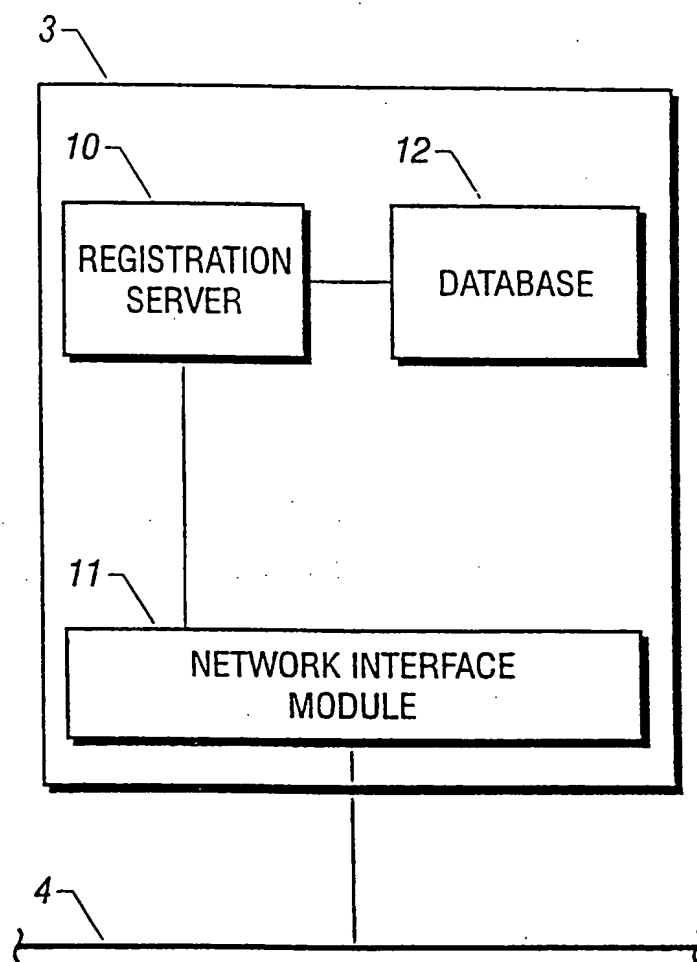 3
10
12
REGISTRATION
SERVER
DATABASE
11
NETWORK INTERFACE
MODULE
4